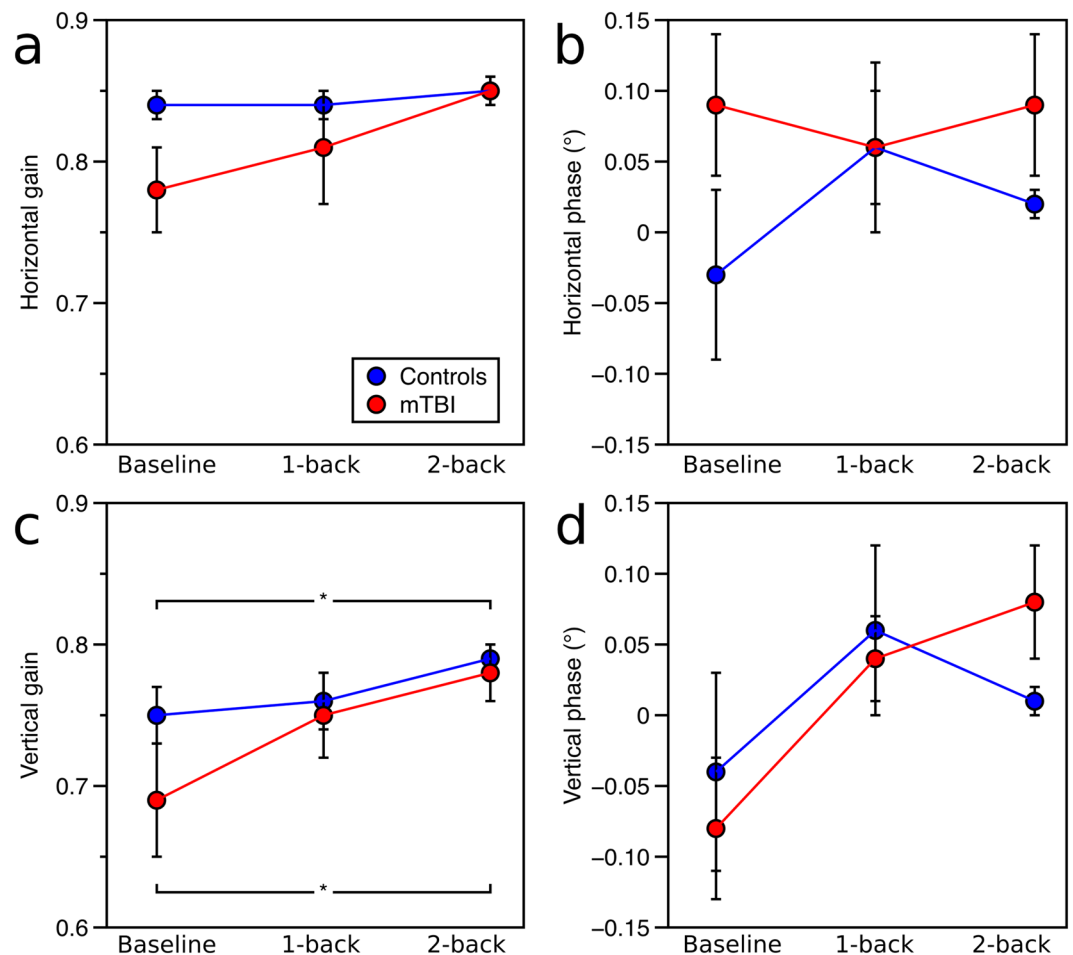 a
0.9
0.8
0.7
0.6
Horizontal gain
Controls
mTBI
Baseline 1-back 2-back
b
0.15
0.10
0.05
0
−0.05
−0.10
−0.15
Horizontal phase (°)
Baseline 1-back 2-back
c
0.9
0.8
0.7
0.6
Vertical gain
*
*
Baseline 1-back 2-back
d
0.15
0.10
0.05
0
−0.05
−0.10
−0.15
Vertical phase (°)
Baseline 1-back 2-back